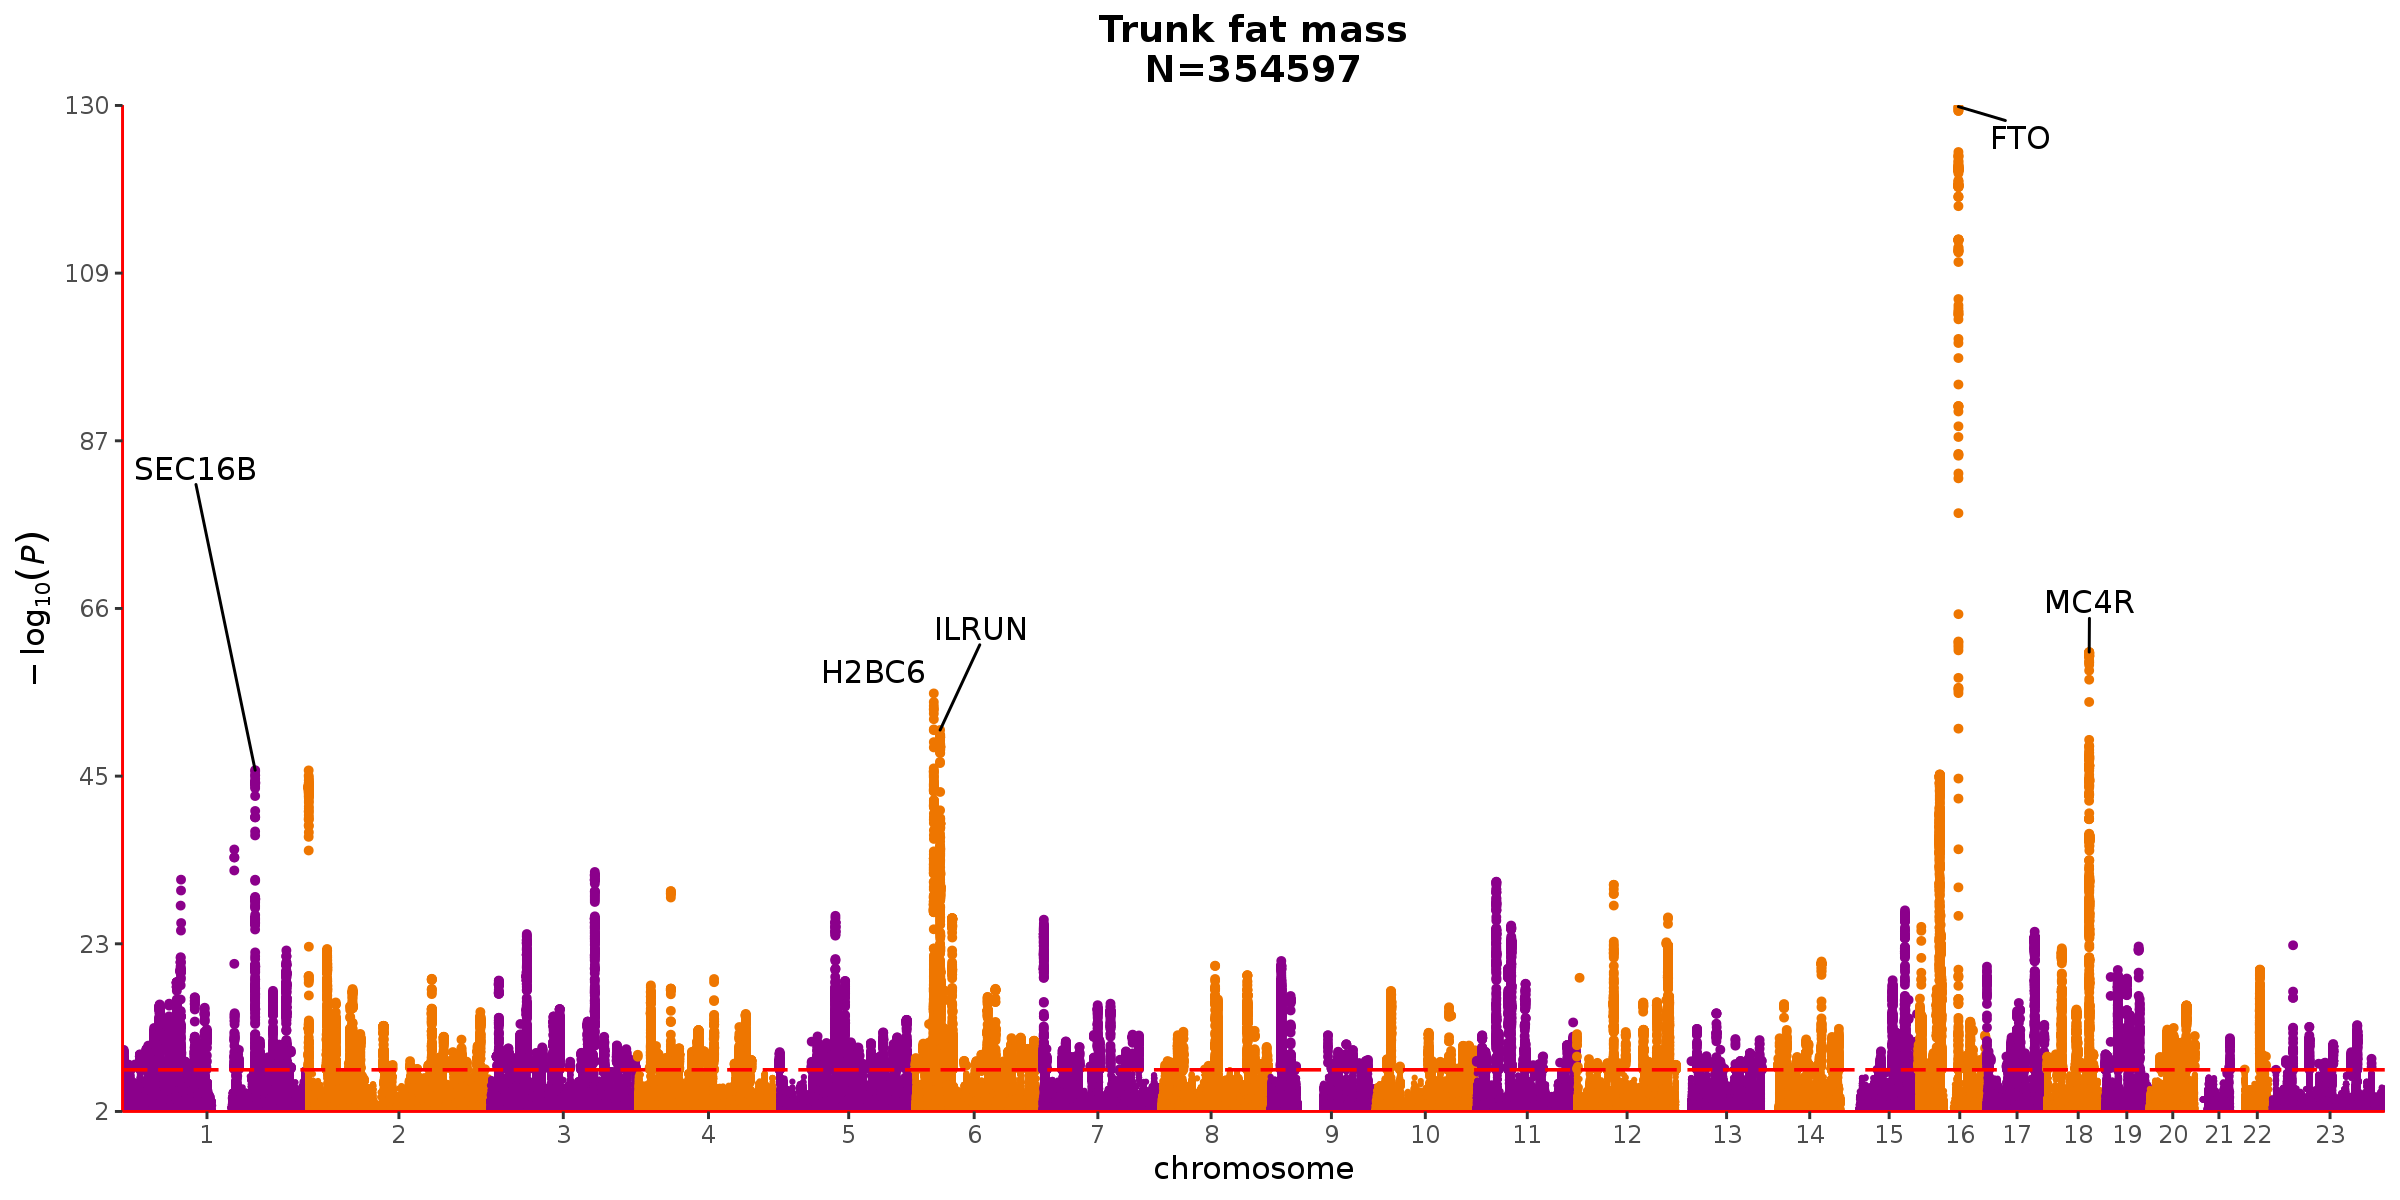 Trunk fat mass
N=354597
130
109
87
66
45
23
2
−log₁₀(P)
FTO
SEC16B
MC4R
ILRUN
H2BC6
1 2 3 4 5 6 7 8 9 10 11 12 13 14 15 16 17 18 19 20 21 22 23
chromosome